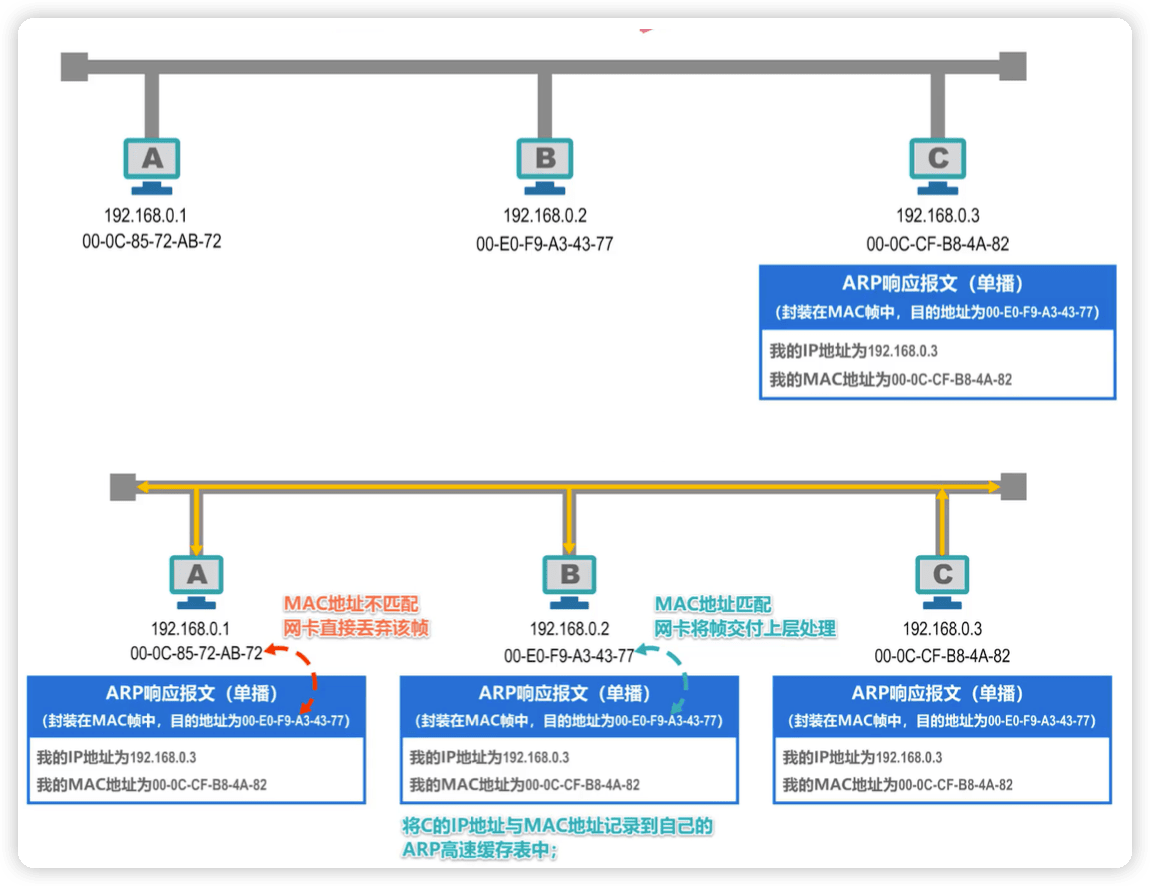 A
B
C
192.168.0.1
192.168.0.2
192.168.0.3
00-0C-85-72-AB-72
00-E0-F9-A3-43-77
00-0C-CF-B8-4A-82
ARP响应报文（单播）
（封装在MAC帧中，目的地址为00-E0-F9-A3-43-77）
我的IP地址为192.168.0.3
我的MAC地址为00-0C-CF-B8-4A-82
A
B
C
192.168.0.1
00-0C-85-72-AB-72
MAC地址不匹配
网卡直接丢弃该帧
192.168.0.2
00-E0-F9-A3-43-77
MAC地址匹配
网卡将帧交付上层处理
192.168.0.3
00-0C-CF-B8-4A-82
ARP响应报文（单播）
（封装在MAC帧中，目的地址为00-E0-F9-A3-43-77）
我的IP地址为192.168.0.3
我的MAC地址为00-0C-CF-B8-4A-82
ARP响应报文（单播）
（封装在MAC帧中，目的地址为00-E0-F9-A3-43-77）
我的IP地址为192.168.0.3
我的MAC地址为00-0C-CF-B8-4A-82
将C的IP地址与MAC地址记录到自己的
ARP高速缓存表中；
ARP响应报文（单播）
（封装在MAC帧中，目的地址为00-E0-F9-A3-43-77）
我的IP地址为192.168.0.3
我的MAC地址为00-0C-CF-B8-4A-82